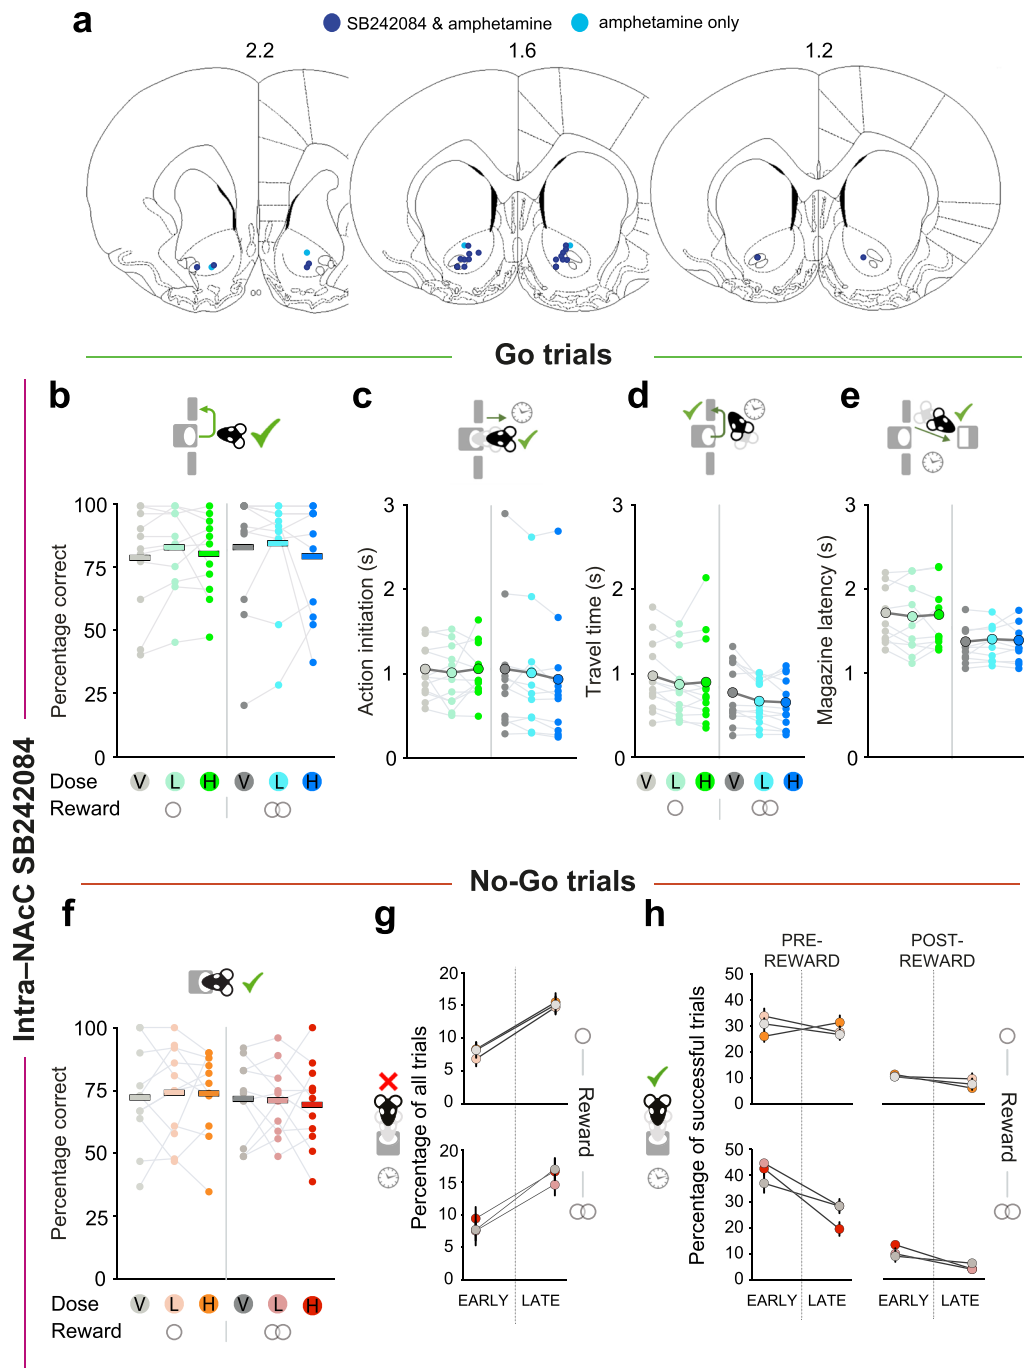 a
SB242084 & amphetamine
amphetamine only
2.2
1.6
1.2
Go trials
Intra–NAcC SB242084
b
c
d
e
Percentage correct
100
75
50
25
0
Action initiation (s)
3
2
1
0
Travel time (s)
3
2
1
0
Magazine latency (s)
3
2
1
0
Dose V L H V L H
Reward
V L H V L H
No-Go trials
f
g
h
Percentage correct
100
75
50
25
0
Dose V L H V L H
Reward
Percentage of all trials
20
15
10
5
0
20
15
10
5
0
EARLY LATE
Reward
PRE-
REWARD
POST-
REWARD
Percentage of successful trials
50
40
30
20
10
0
50
40
30
20
10
0
EARLY LATE
EARLY LATE
Reward